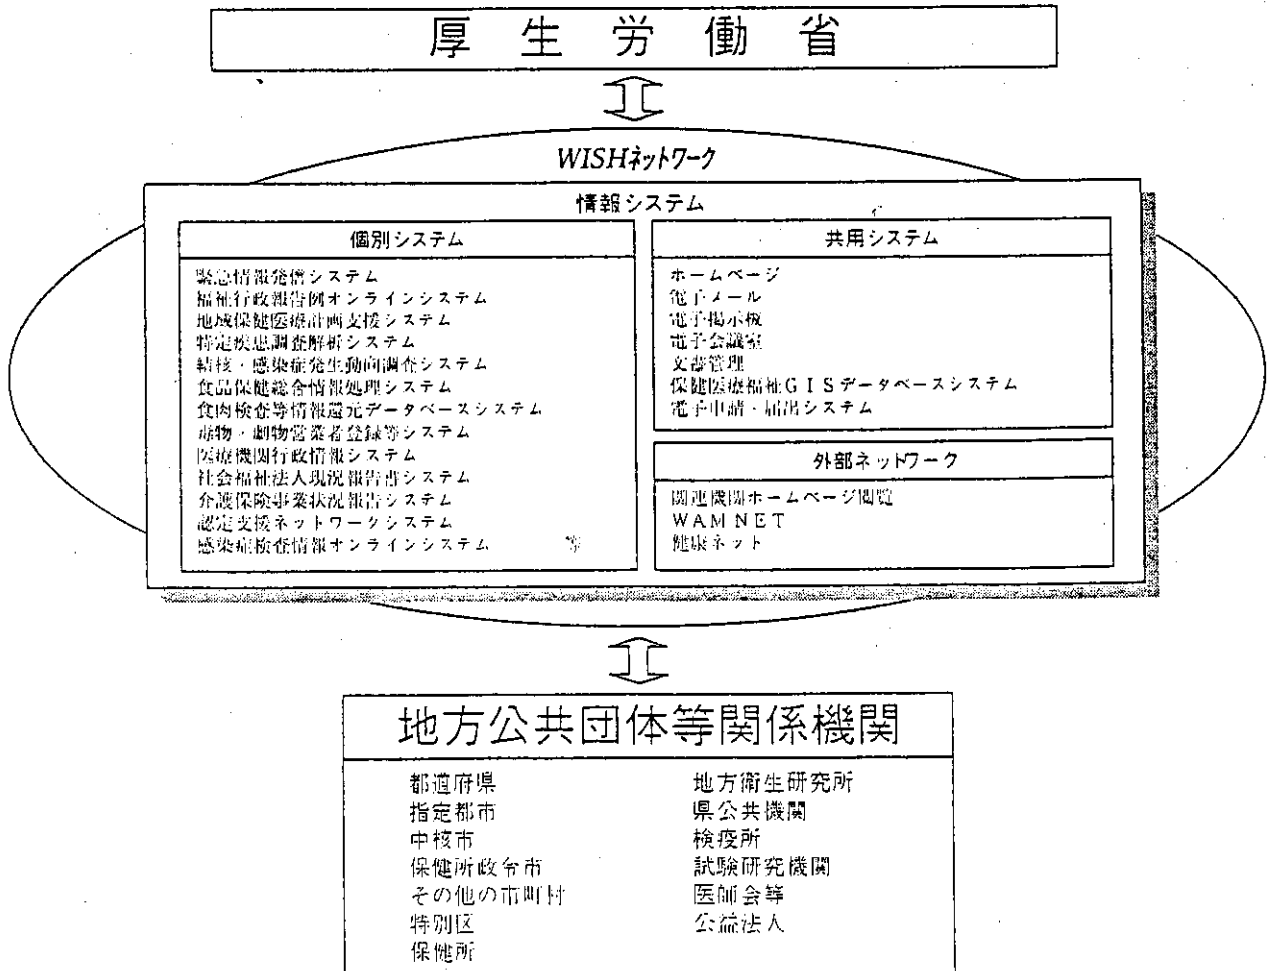 厚生労働省
WISHネットワーク
情報システム
個別システム
緊急情報発信システム
福祉行政報告例オンラインシステム
地域保健医療計画支援システム
特定疾患調査解析システム
結核・感染症発生動向調査システム
食品保健総合情報処理システム
食肉検査等情報還元データベースシステム
毒物・劇物営業者登録等システム
医療機関行政情報システム
社会福祉法人現況報告書システム
介護保険事業状況報告システム
認定支援ネットワークシステム
感染症検査情報オンラインシステム 等
共用システム
ホームページ
電子メール
電子掲示板
電子会議室
文書管理
保健医療福祉GISデータベースシステム
電子申請・届出システム
外部ネットワーク
関連機関ホームページ閲覧
WAM NET
健康ネット
地方公共団体等関係機関
都道府県
指定都市
中核市
保健所政令市
その他の市町村
特別区
保健所
地方衛生研究所
県公共機関
検疫所
試験研究機関
医師会等
公益法人